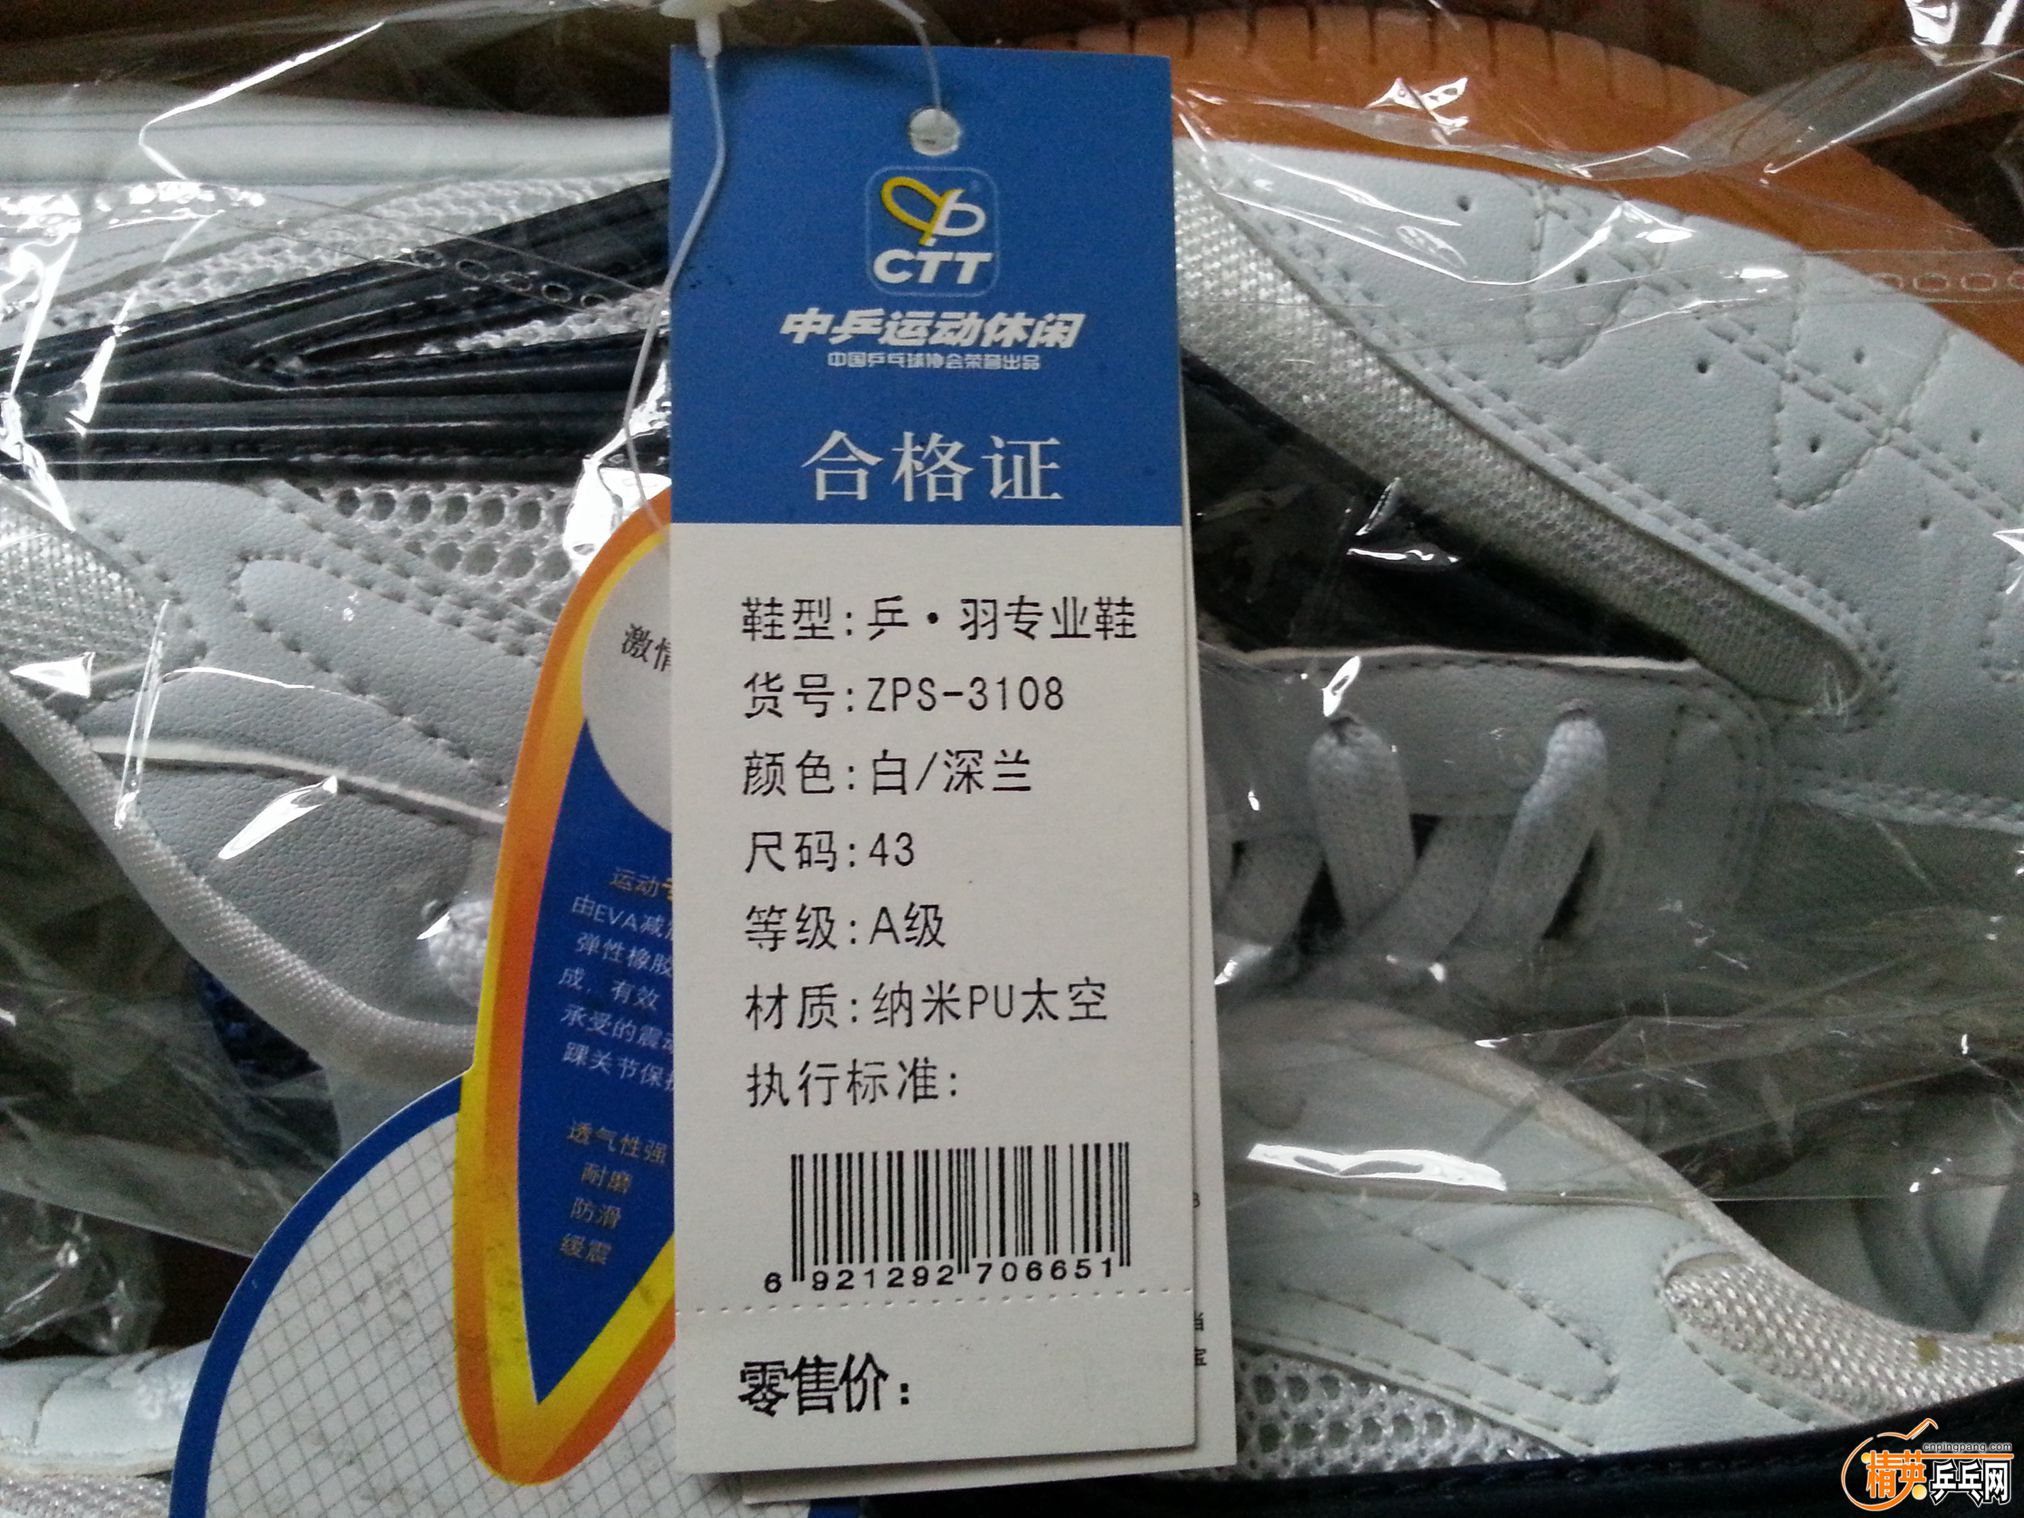 CTT
中乒运动休闲
中国乒乓球协会荣誉出品
合格证
鞋型:乒·羽专业鞋
货号:ZPS-3108
颜色:白/深兰
尺码:43
等级:A级
材质:纳米PU太空
执行标准:
6 921292 706651
零售价:
激情
运动
由EVA减
弹性橡胶
成,有效
承受的震
踝关节保
透气性强
耐磨
防滑
缓震
cnpingpang.com
精英乒乓网